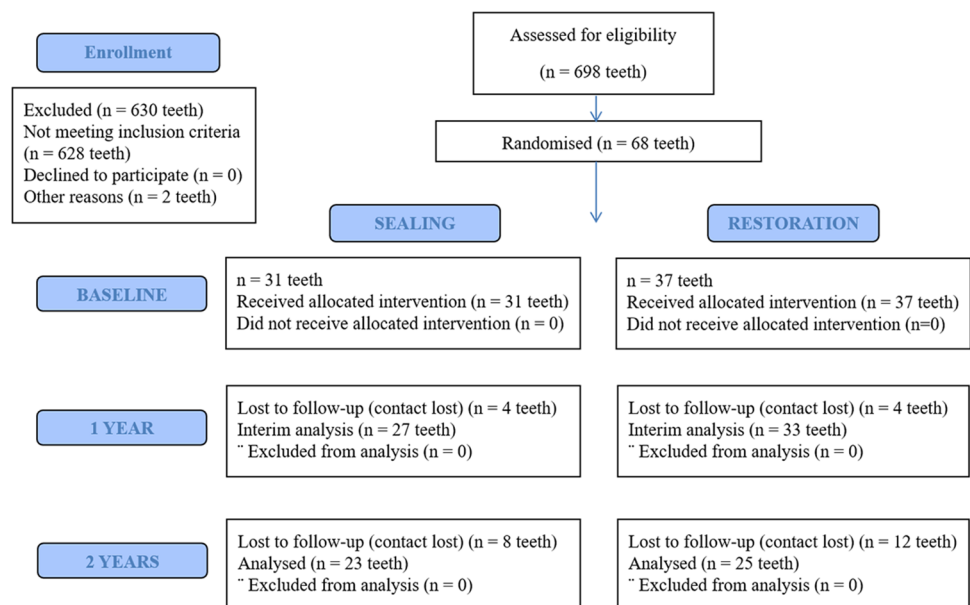 Enrollment
Assessed for eligibility
(n = 698 teeth)
Excluded (n = 630 teeth)
Not meeting inclusion criteria
(n = 628 teeth)
Declined to participate (n = 0)
Other reasons (n = 2 teeth)
Randomised (n = 68 teeth)
SEALING
RESTORATION
BASELINE
n = 31 teeth
Received allocated intervention (n = 31 teeth)
Did not receive allocated intervention (n = 0)
n = 37 teeth
Received allocated intervention (n = 37 teeth)
Did not receive allocated intervention (n=0)
1 YEAR
Lost to follow-up (contact lost) (n = 4 teeth)
Interim analysis (n = 27 teeth)
¨ Excluded from analysis (n = 0)
Lost to follow-up (contact lost) (n = 4 teeth)
Interim analysis (n = 33 teeth)
¨ Excluded from analysis (n = 0)
2 YEARS
Lost to follow-up (contact lost) (n = 8 teeth)
Analysed (n = 23 teeth)
¨ Excluded from analysis (n = 0)
Lost to follow-up (contact lost) (n = 12 teeth)
Analysed (n = 25 teeth)
¨ Excluded from analysis (n = 0)